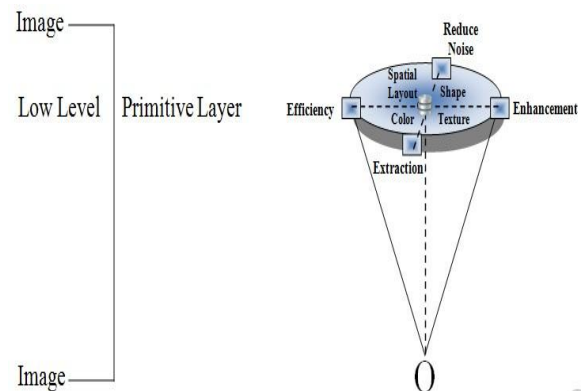 Image
Low Level
Primitive Layer
Image
Reduce
Noise
Spatial
Layout
Shape
Efficiency
Enhancement
Color
Texture
Extraction
O